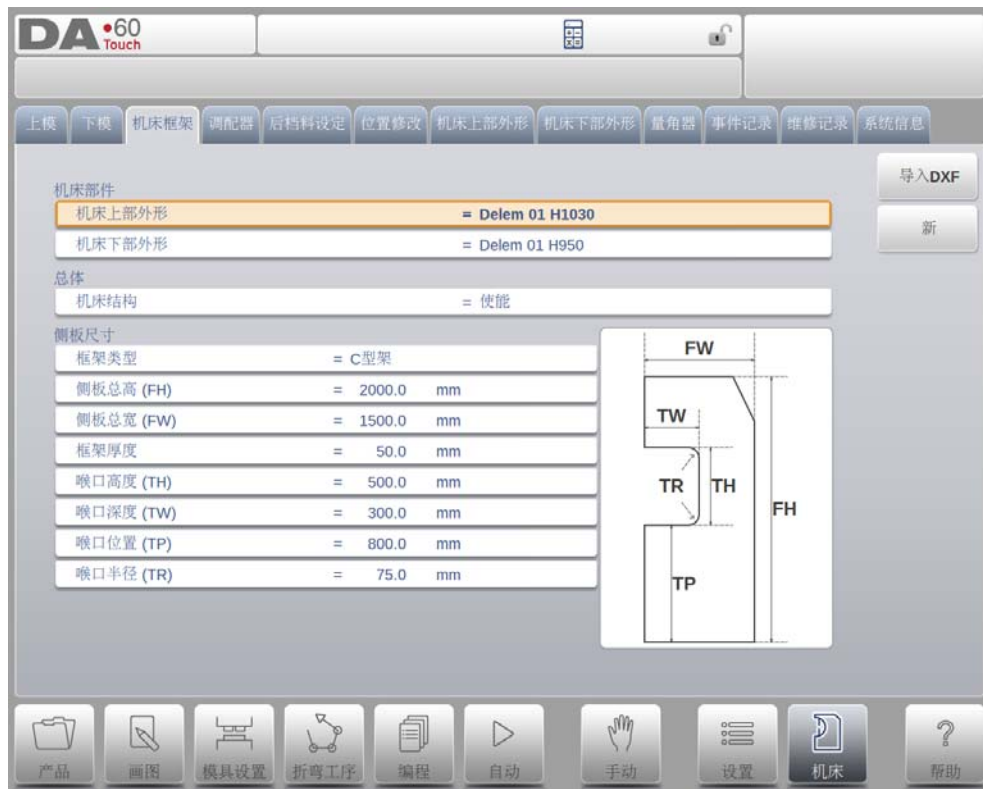 DA•60
Touch
上模 下模 机床框架 调配器 后档料设定 位置修改 机床上部外形 机床下部外形 量角器 事件记录 维修记录 系统信息
导入DXF
新
机床部件
机床上部外形 = Delem 01 H1030
机床下部外形 = Delem 01 H950
总体
机床结构 = 使能
侧板尺寸
框架类型 = C型架
侧板总高 (FH) = 2000.0 mm
侧板总宽 (FW) = 1500.0 mm
框架厚度 = 50.0 mm
喉口高度 (TH) = 500.0 mm
喉口深度 (TW) = 300.0 mm
喉口位置 (TP) = 800.0 mm
喉口半径 (TR) = 75.0 mm
FW
TW
TR TH
FH
TP
产品 画图 模具设置 折弯工序 编程 自动 手动 设置 机床 帮助